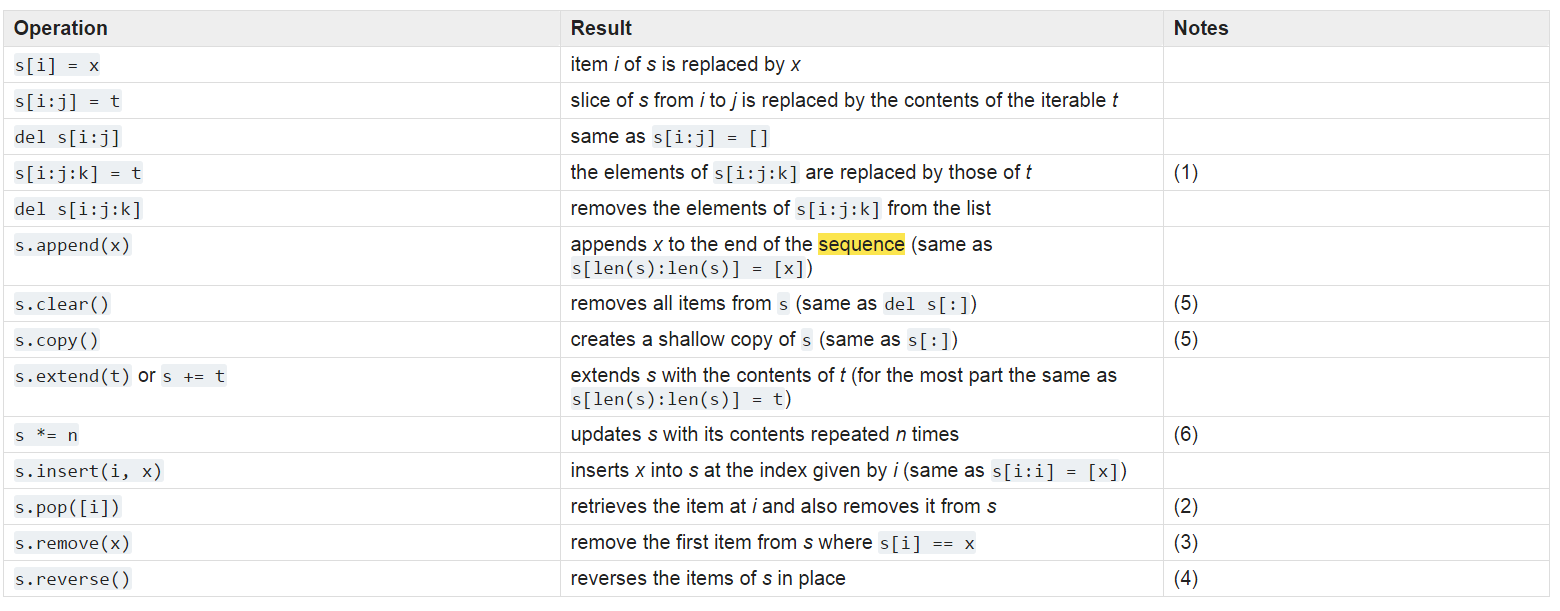 Operation Result Notes
s[i] = x item i of s is replaced by x
s[i:j] = t slice of s from i to j is replaced by the contents of the iterable t
del s[i:j] same as s[i:j] = []
s[i:j:k] = t the elements of s[i:j:k] are replaced by those of t (1)
del s[i:j:k] removes the elements of s[i:j:k] from the list
s.append(x) appends x to the end of the sequence (same as
s[len(s):len(s)] = [x])
s.clear() removes all items from s (same as del s[:]) (5)
s.copy() creates a shallow copy of s (same as s[:]) (5)
s.extend(t) or s += t extends s with the contents of t (for the most part the same as
s[len(s):len(s)] = t)
s *= n updates s with its contents repeated n times (6)
s.insert(i, x) inserts x into s at the index given by i (same as s[i:i] = [x])
s.pop([i]) retrieves the item at i and also removes it from s (2)
s.remove(x) remove the first item from s where s[i] == x (3)
s.reverse() reverses the items of s in place (4)